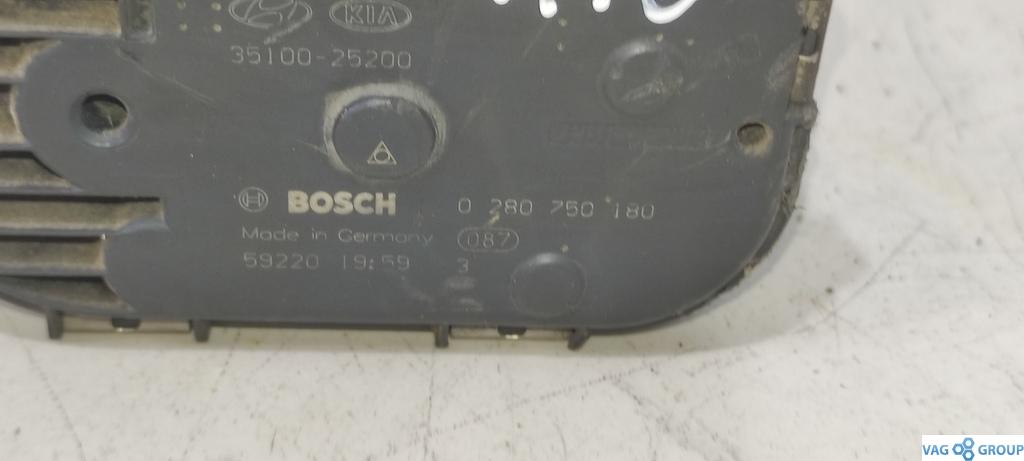 KIA
35100-25200
BOSCH 0 280 750 180
Made in Germany 087
59220 19:59 3
VAG GROUP